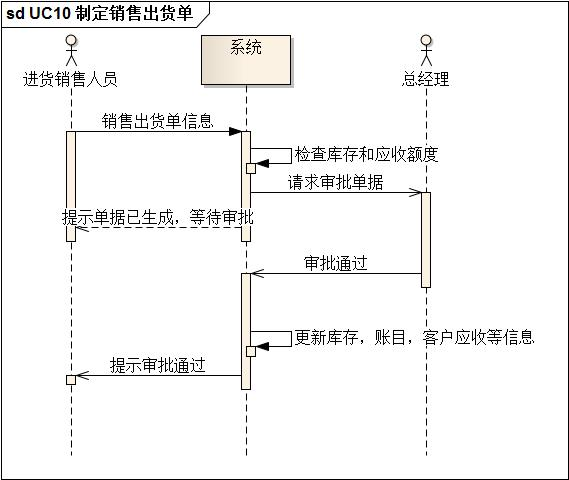 sd UC10 制定销售出货单
进货销售人员
系统
总经理
销售出货单信息
检查库存和应收额度
请求审批单据
提示单据已生成，等待审批
审批通过
更新库存，账目，客户应收等信息
提示审批通过